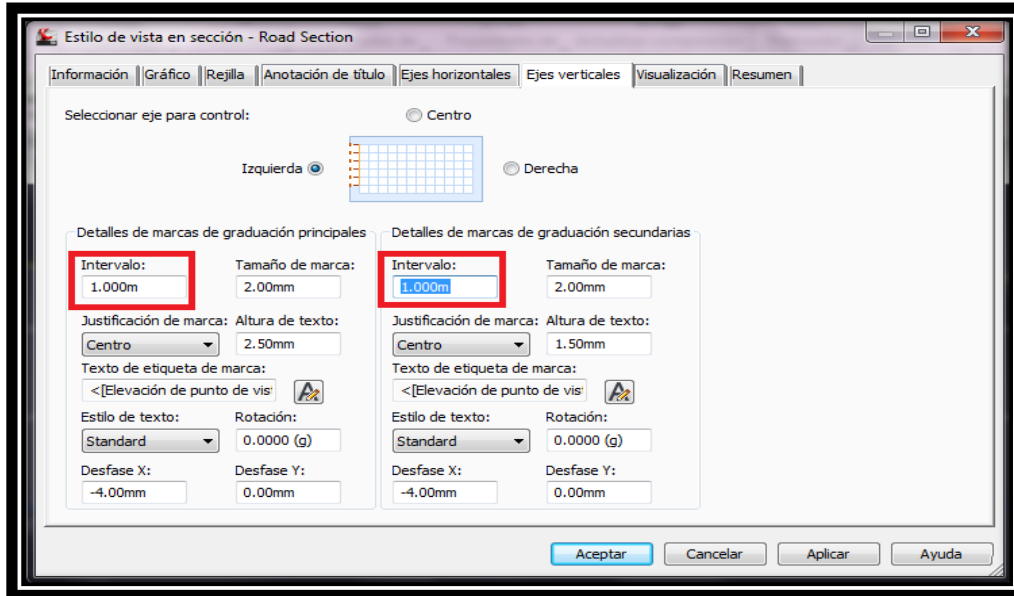 Estilo de vista en sección - Road Section
Información Gráfico Rejilla Anotación de título Ejes horizontales Ejes verticales Visualización Resumen
Seleccionar eje para control:
Centro
Izquierda
Derecha
Detalles de marcas de graduación principales
Intervalo: Tamaño de marca:
1.000m 2.00mm
Justificación de marca: Altura de texto:
Centro 2.50mm
Texto de etiqueta de marca:
<[Elevación de punto de vis
Estilo de texto: Rotación:
Standard 0.0000 (g)
Desfase X: Desfase Y:
-4.00mm 0.00mm
Detalles de marcas de graduación secundarias
Intervalo: Tamaño de marca:
1.000m 2.00mm
Justificación de marca: Altura de texto:
Centro 1.50mm
Texto de etiqueta de marca:
<[Elevación de punto de vis
Estilo de texto: Rotación:
Standard 0.0000 (g)
Desfase X: Desfase Y:
-4.00mm 0.00mm
Aceptar Cancelar Aplicar Ayuda